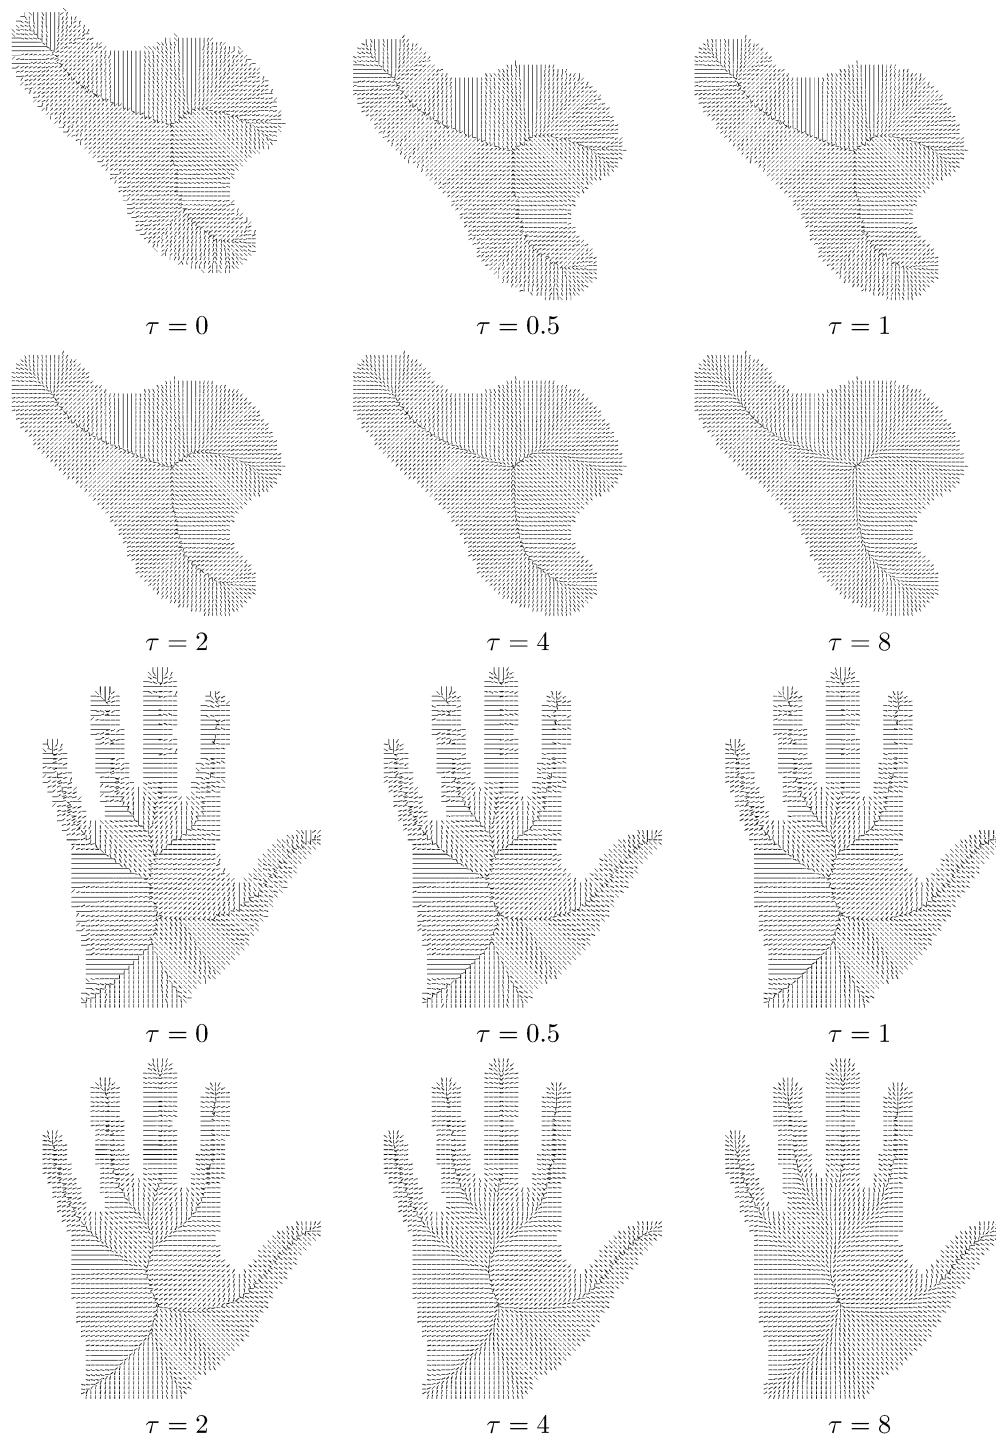 τ = 0 τ = 0.5 τ = 1
τ = 2 τ = 4 τ = 8
τ = 0 τ = 0.5 τ = 1
τ = 2 τ = 4 τ = 8